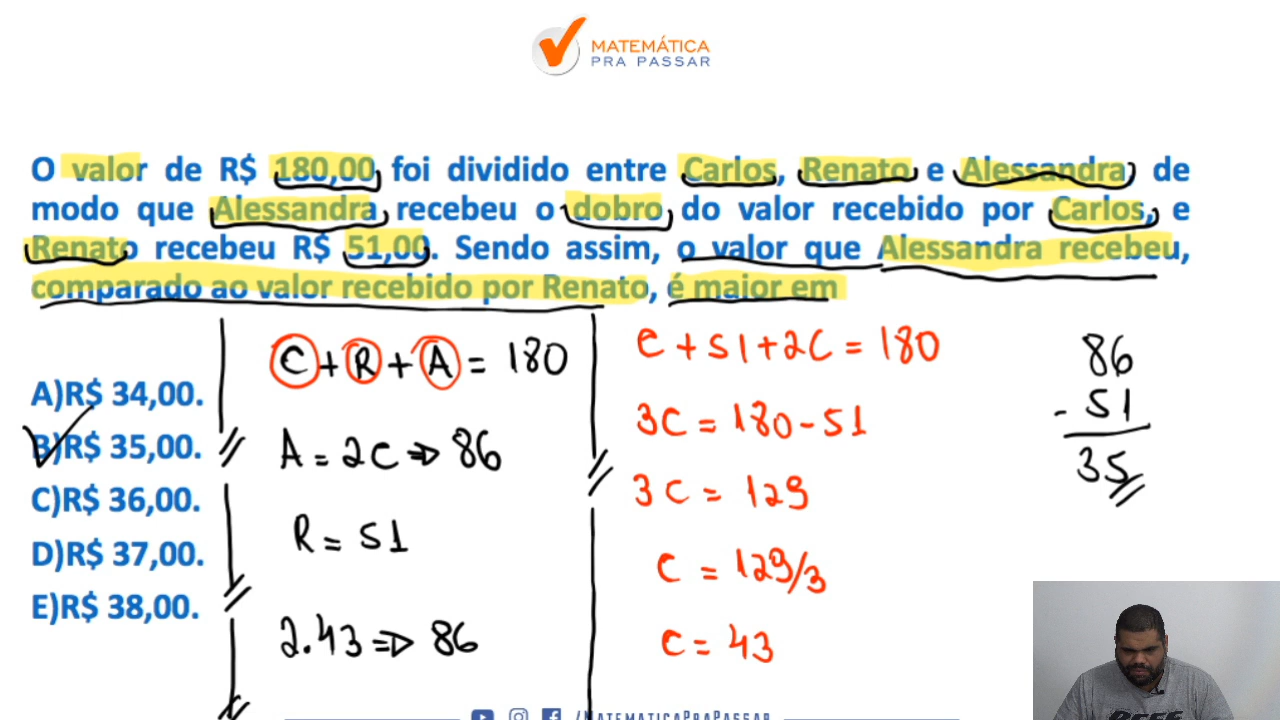 MATEMÁTICA
PRA PASSAR
O valor de R$ 180,00 foi dividido entre Carlos, Renato e Alessandra, de
modo que Alessandra recebeu o dobro do valor recebido por Carlos, e
Renato recebeu R$ 51,00. Sendo assim, o valor que Alessandra recebeu,
comparado ao valor recebido por Renato, é maior em
A)R$ 34,00.
B)R$ 35,00.
C)R$ 36,00.
D)R$ 37,00.
E)R$ 38,00.
C + R + A = 180
A = 2C => 86
R = 51
2.43 => 86
C + 51 + 2C = 180
3C = 180 - 51
3C = 129
C = 129/3
C = 43
86
- 51
35
/MATEMATICAPRAPASSAR